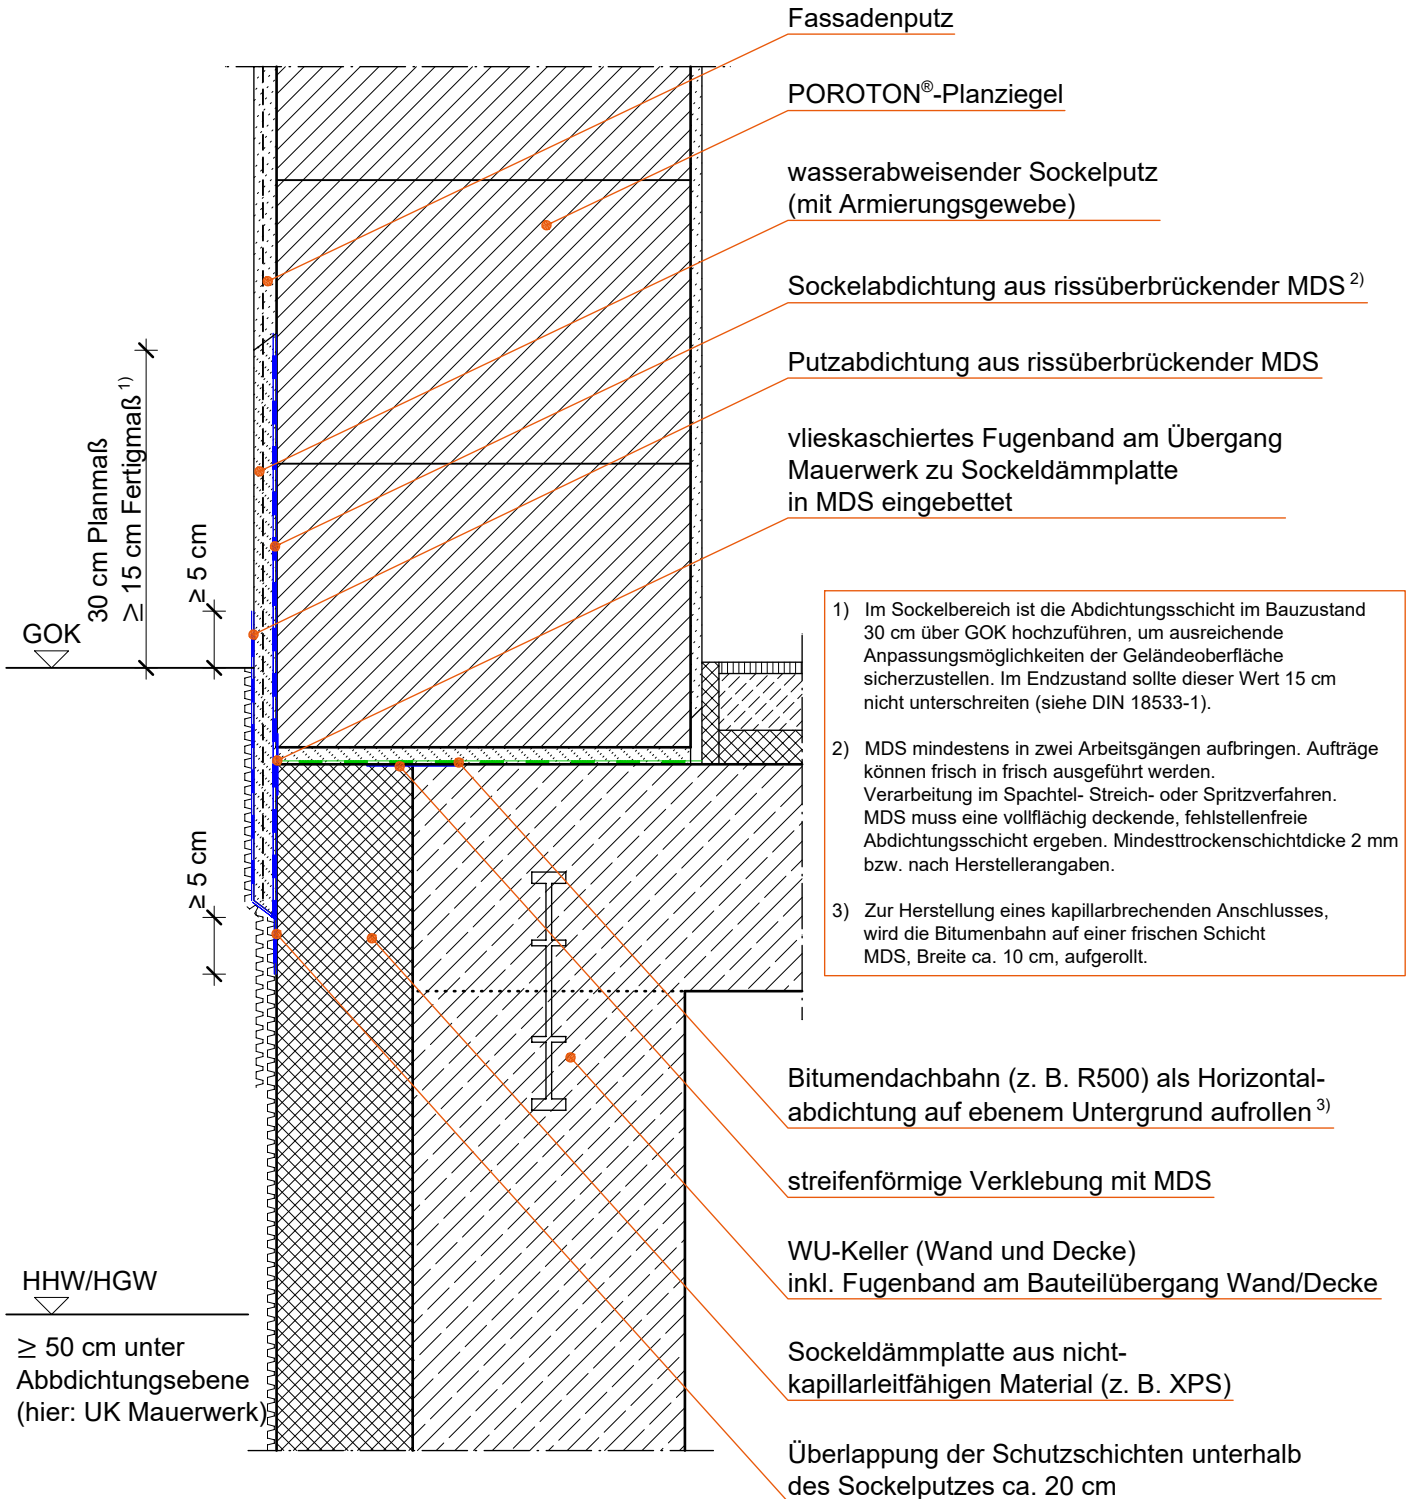 Fassadenputz
POROTON®-Planziegel
wasserabweisender Sockelputz
(mit Armierungsgewebe)
Sockelabdichtung aus rissüberbrückender MDS 2)
Putzabdichtung aus rissüberbrückender MDS
vlieskaschiertes Fugenband am Übergang
Mauerwerk zu Sockeldämmplatte
in MDS eingebettet
30 cm Planmaß
≥ 15 cm Fertigmaß 1)
≥ 5 cm
GOK
≥ 5 cm
1) Im Sockelbereich ist die Abdichtungsschicht im Bauzustand
30 cm über GOK hochzuführen, um ausreichende
Anpassungsmöglichkeiten der Geländeoberfläche
sicherzustellen. Im Endzustand sollte dieser Wert 15 cm
nicht unterschreiten (siehe DIN 18533-1).
2) MDS mindestens in zwei Arbeitsgängen aufbringen. Aufträge
können frisch in frisch ausgeführt werden.
Verarbeitung im Spachtel- Streich- oder Spritzverfahren.
MDS muss eine vollflächig deckende, fehlstellenfreie
Abdichtungsschicht ergeben. Mindesttrockenschichtdicke 2 mm
bzw. nach Herstellerangaben.
3) Zur Herstellung eines kapillarbrechenden Anschlusses,
wird die Bitumenbahn auf einer frischen Schicht
MDS, Breite ca. 10 cm, aufgerollt.
Bitumendachbahn (z. B. R500) als Horizontal-
abdichtung auf ebenem Untergrund aufrollen 3)
streifenförmige Verklebung mit MDS
WU-Keller (Wand und Decke)
inkl. Fugenband am Bauteilübergang Wand/Decke
Sockeldämmplatte aus nicht-
kapillarleitfähigen Material (z. B. XPS)
Überlappung der Schutzschichten unterhalb
des Sockelputzes ca. 20 cm
HHW/HGW
≥ 50 cm unter
Abbdichtungsebene
(hier: UK Mauerwerk)